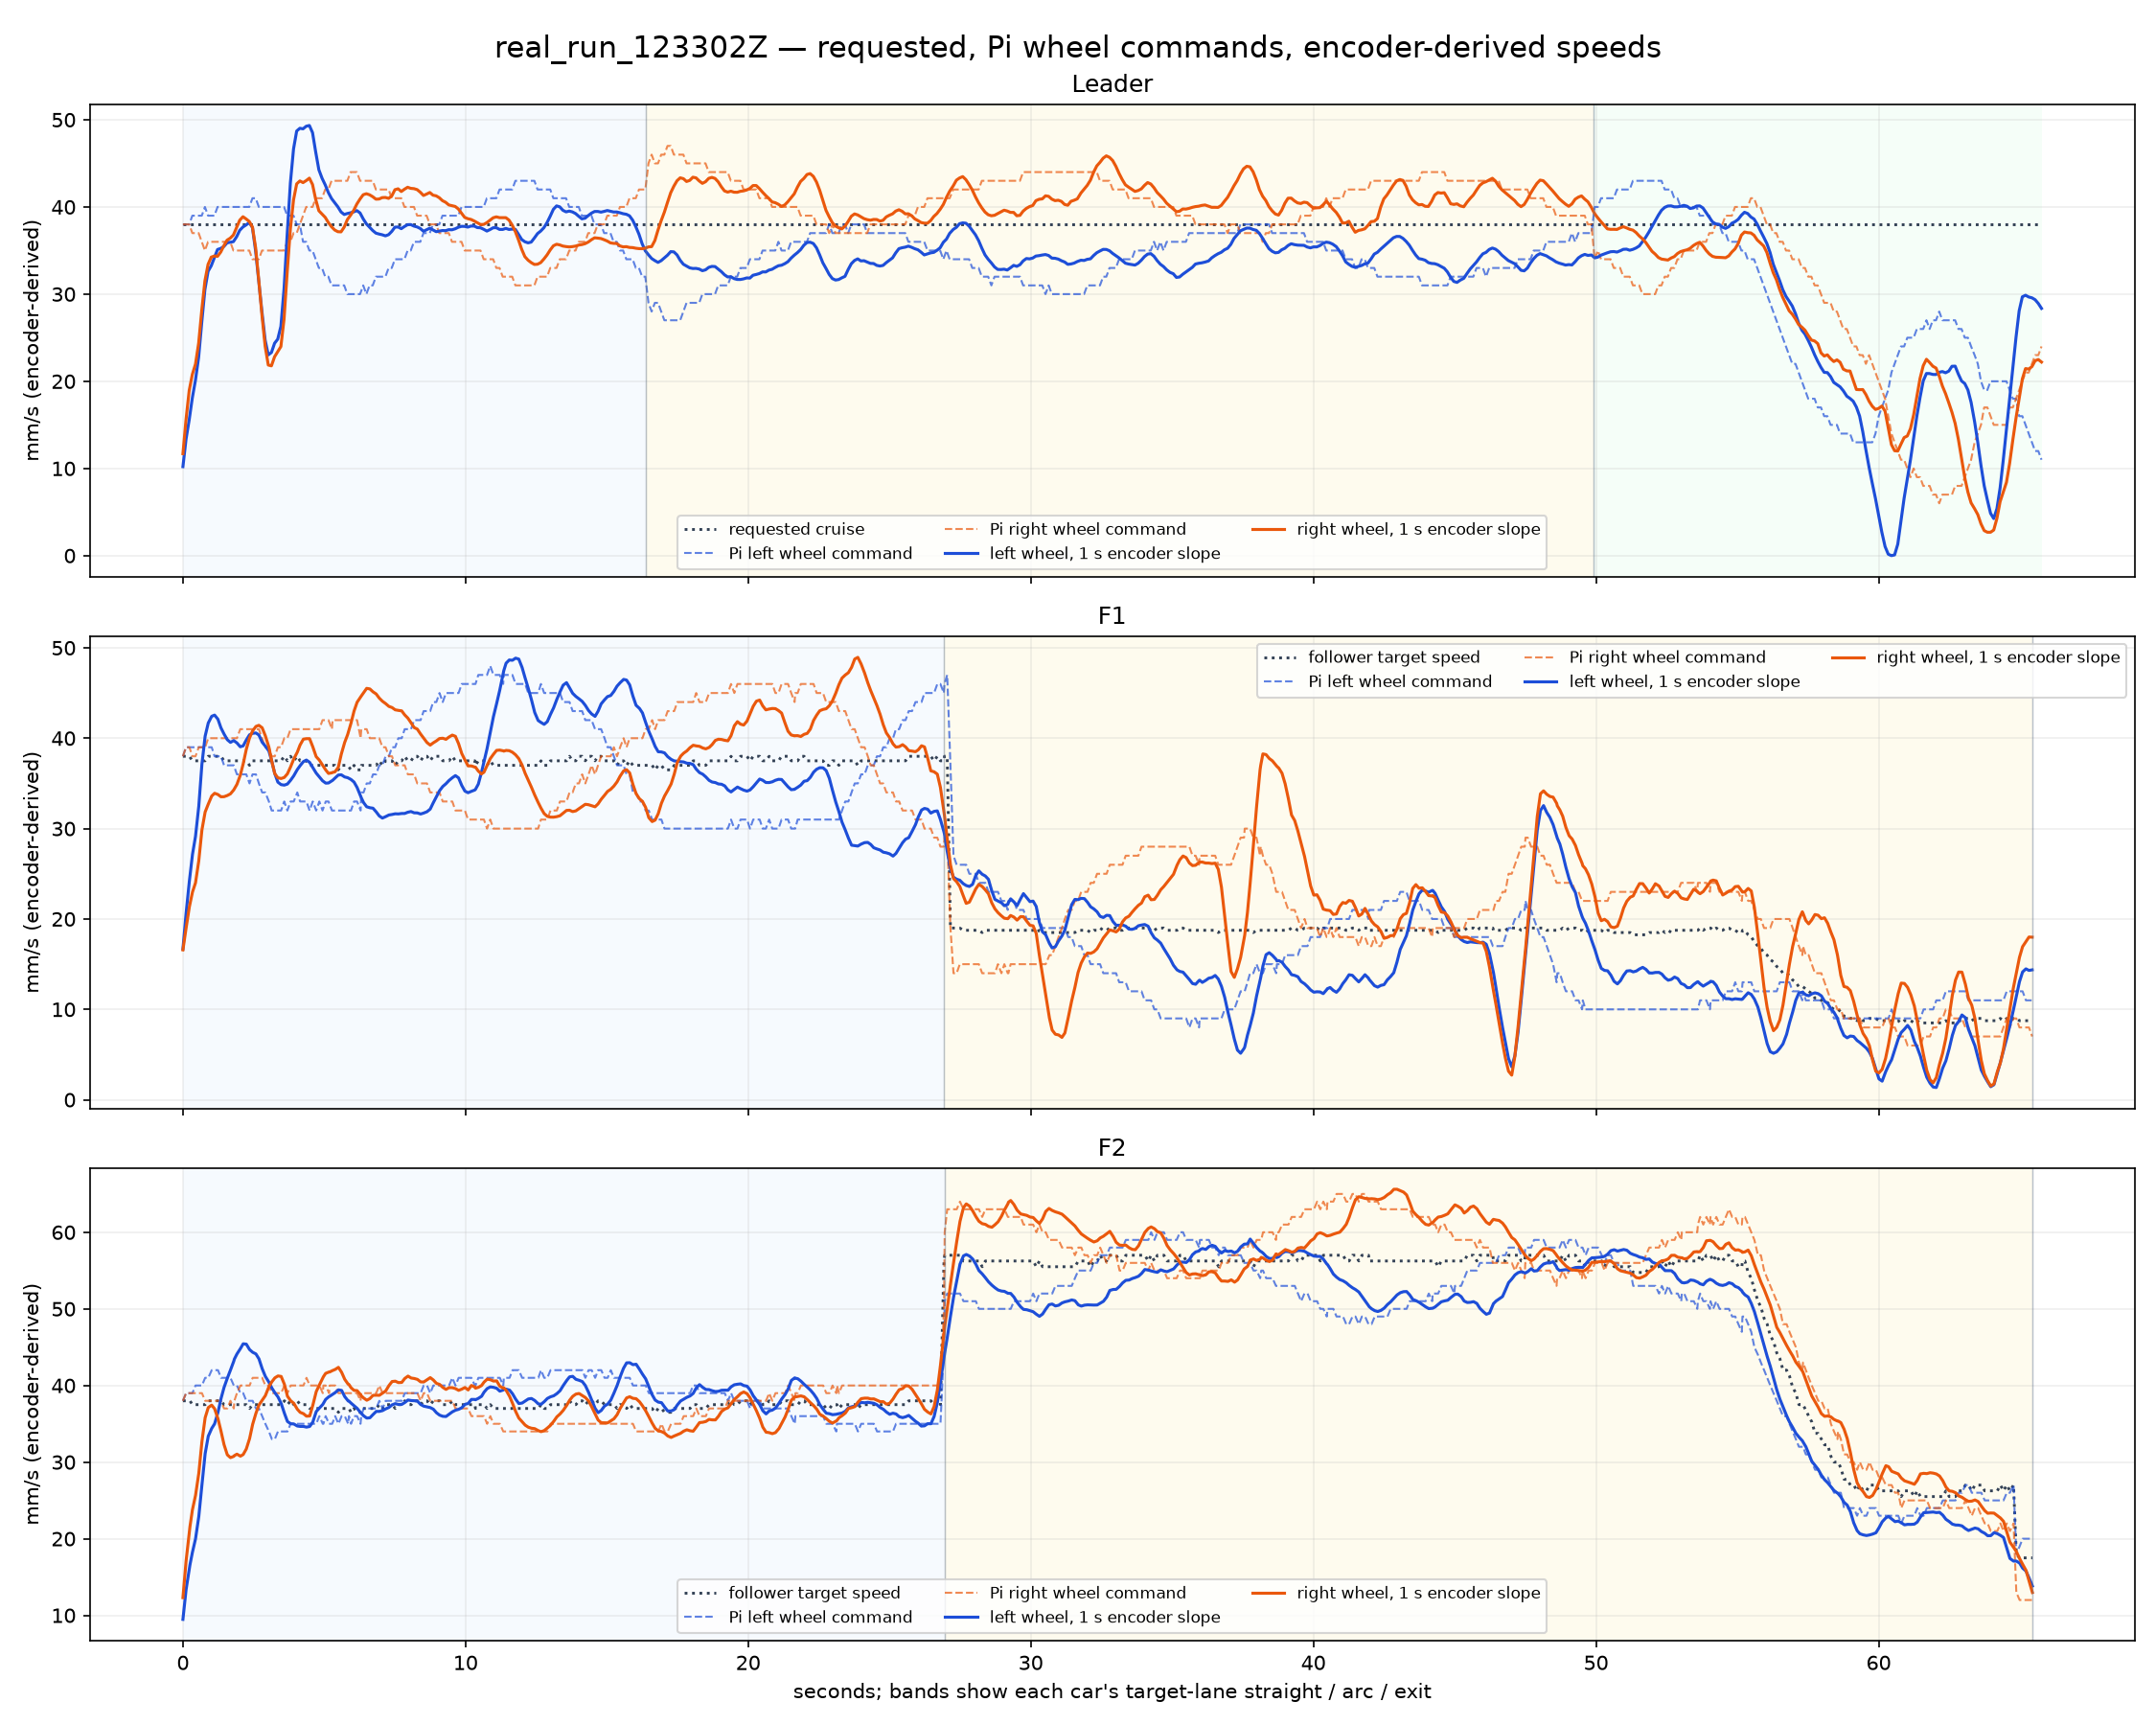 real_run_123302Z — requested, Pi wheel commands, encoder-derived speeds
Leader
mm/s (encoder-derived)
50
40
30
20
10
0
requested cruise
Pi left wheel command
Pi right wheel command
left wheel, 1 s encoder slope
right wheel, 1 s encoder slope
F1
mm/s (encoder-derived)
50
40
30
20
10
0
follower target speed
Pi left wheel command
Pi right wheel command
left wheel, 1 s encoder slope
right wheel, 1 s encoder slope
F2
mm/s (encoder-derived)
60
50
40
30
20
10
follower target speed
Pi left wheel command
Pi right wheel command
left wheel, 1 s encoder slope
right wheel, 1 s encoder slope
0 10 20 30 40 50 60
seconds; bands show each car's target-lane straight / arc / exit